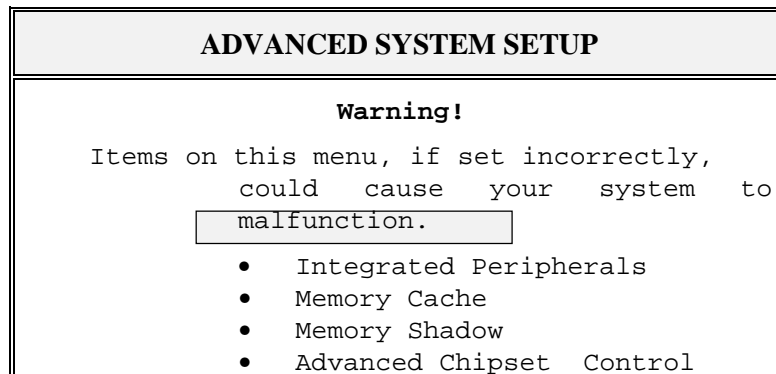 ADVANCED SYSTEM SETUP
Warning!
Items on this menu, if set incorrectly,
could cause your system to
malfunction.
• Integrated Peripherals
• Memory Cache
• Memory Shadow
• Advanced Chipset Control